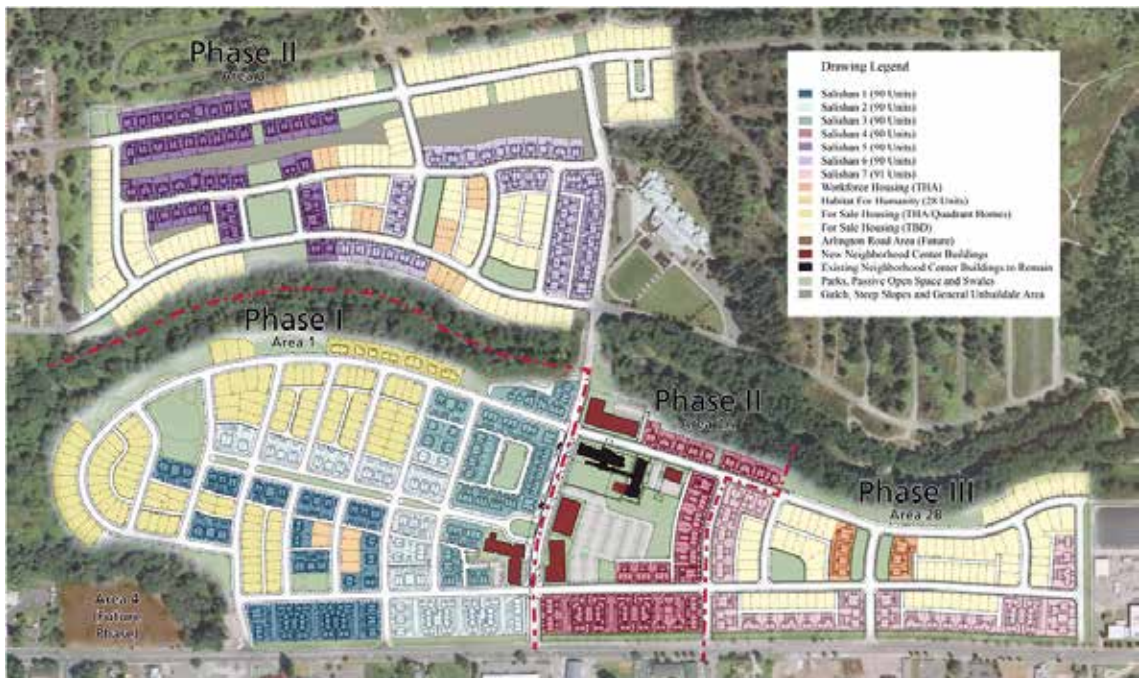 Phase II
Area 3
Drawing Legend
Salishan 1 (90 Units)
Salishan 2 (90 Units)
Salishan 3 (90 Units)
Salishan 4 (90 Units)
Salishan 5 (90 Units)
Salishan 6 (90 Units)
Salishan 7 (91 Units)
Workforce Housing (THA)
Habitat For Humanity (28 Units)
For Sale Housing (THA/Quadrant Homes)
For Sale Housing (TBD)
Arlington Road Area (Future)
New Neighborhood Center Buildings
Existing Neighborhood Center Buildings to Remain
Parks, Passive Open Space and Swales
Gulch, Steep Slopes and General Unbuildale Area
Phase I
Area 1
Phase II
Area
Phase III
Area 2B
Area 4
(Future
Phase)